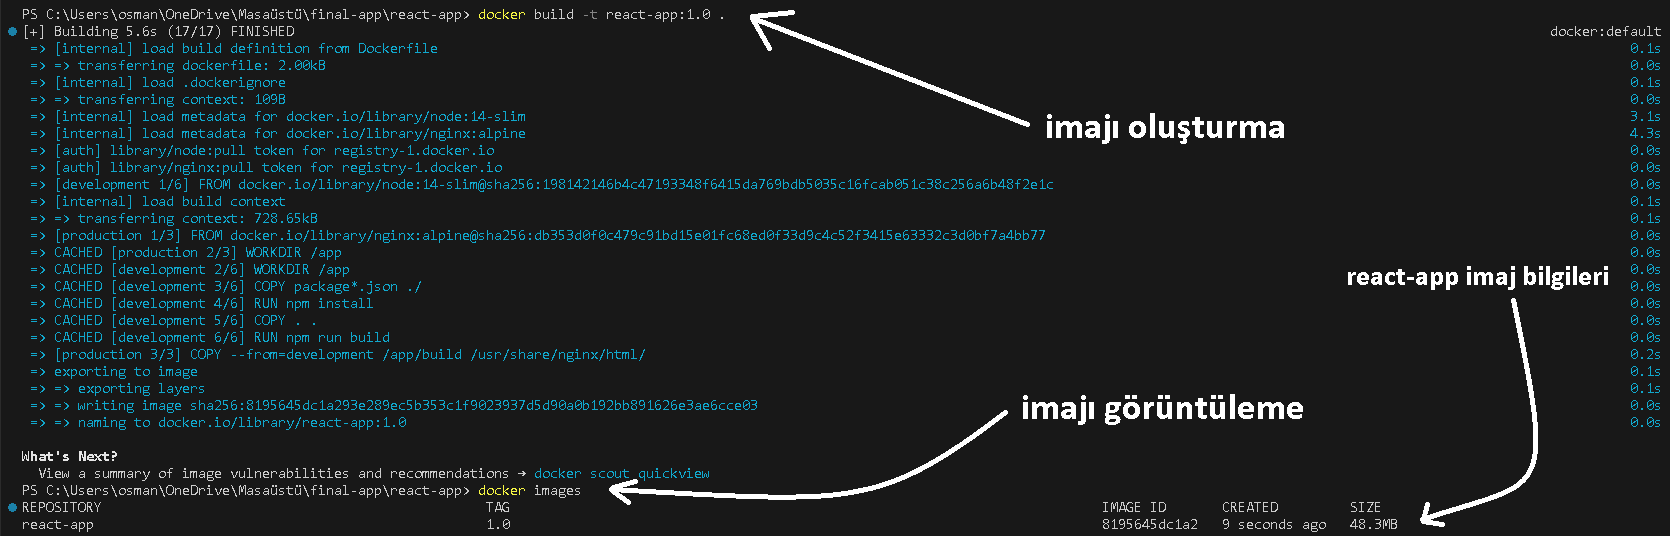 PS C:\Users\osman\OneDrive\Masaüstü\final-app\react-app> docker build -t react-app:1.0 .
[+] Building 5.6s (17/17) FINISHED docker:default
=> [internal] load build definition from Dockerfile 0.1s
=> => transferring dockerfile: 2.00kB 0.0s
=> [internal] load .dockerignore 0.1s
=> => transferring context: 109B 0.0s
=> [internal] load metadata for docker.io/library/node:14-slim 3.1s
imajı oluşturma
=> [internal] load metadata for docker.io/library/nginx:alpine 4.3s
=> [auth] library/node:pull token for registry-1.docker.io 0.0s
=> [auth] library/nginx:pull token for registry-1.docker.io 0.0s
=> [development 1/6] FROM docker.io/library/node:14-slim@sha256:198142146b4c47193348f6415da769bdb5035c16fcab051c38c256a6b48f2e1c 0.0s
=> [internal] load build context 0.1s
=> => transferring context: 728.65kB 0.1s
=> [production 1/3] FROM docker.io/library/nginx:alpine@sha256:db353d0f0c479c91bd15e01fc68ed0f33d9c4c52f3415e63332c3d0bf7a4bb77 0.0s
=> CACHED [production 2/3] WORKDIR /app 0.0s
=> CACHED [development 2/6] WORKDIR /app 0.0s
react-app imaj bilgileri
=> CACHED [development 3/6] COPY package*.json ./ 0.0s
=> CACHED [development 4/6] RUN npm install 0.0s
=> CACHED [development 5/6] COPY . . 0.0s
=> CACHED [development 6/6] RUN npm run build 0.0s
=> [production 3/3] COPY --from=development /app/build /usr/share/nginx/html/ 0.2s
=> exporting to image 0.1s
=> => exporting layers 0.1s
=> => writing image sha256:8195645dc1a293e289ec5b353c1f9023937d5d90a0b192bb891626e3ae6cce03 0.0s
imajı görüntüleme
=> => naming to docker.io/library/react-app:1.0 0.0s
What's Next?
View a summary of image vulnerabilities and recommendations → docker scout quickview
PS C:\Users\osman\OneDrive\Masaüstü\final-app\react-app> docker images
REPOSITORY TAG IMAGE ID CREATED SIZE
react-app 1.0 8195645dc1a2 9 seconds ago 48.3MB